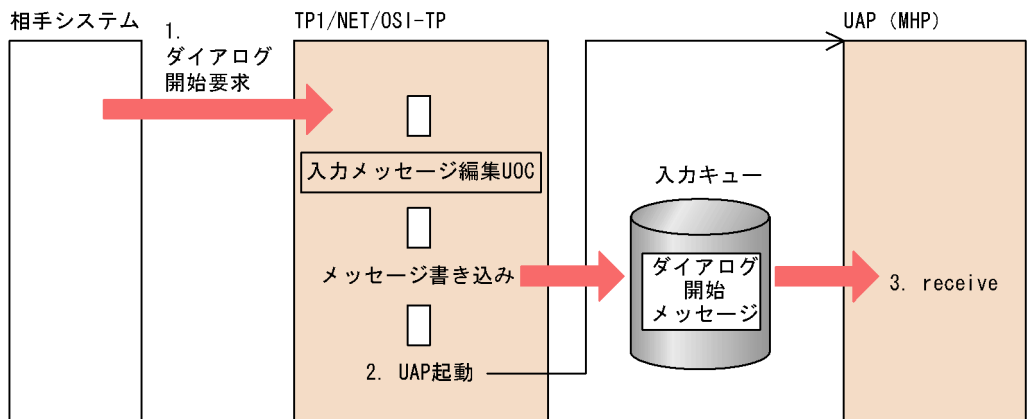 相手システム
1.
ダイアログ
開始要求
TP1/NET/OSI-TP
入力メッセージ編集UOC
メッセージ書き込み
2. UAP起動
入力キュー
ダイアログ
開始
メッセージ
UAP (MHP)
3. receive